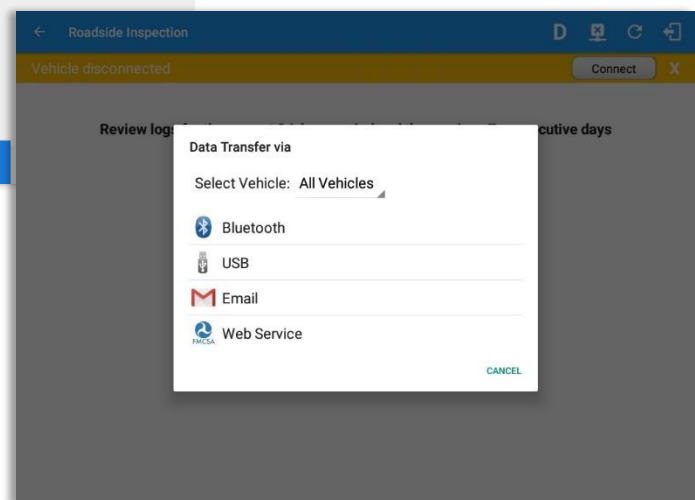 Roadside Inspection D
Vehicle disconnected Connect X
Review logs cutive days
Data Transfer via
Select Vehicle: All Vehicles
Bluetooth
USB
Email
FMCSA Web Service
CANCEL